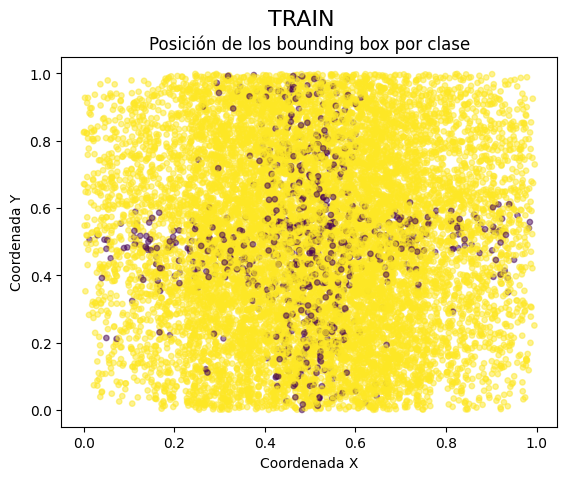 TRAIN
Posición de los bounding box por clase
1.0
0.8
0.6
0.4
0.2
0.0
Coordenada Y
0.0 0.2 0.4 0.6 0.8 1.0
Coordenada X